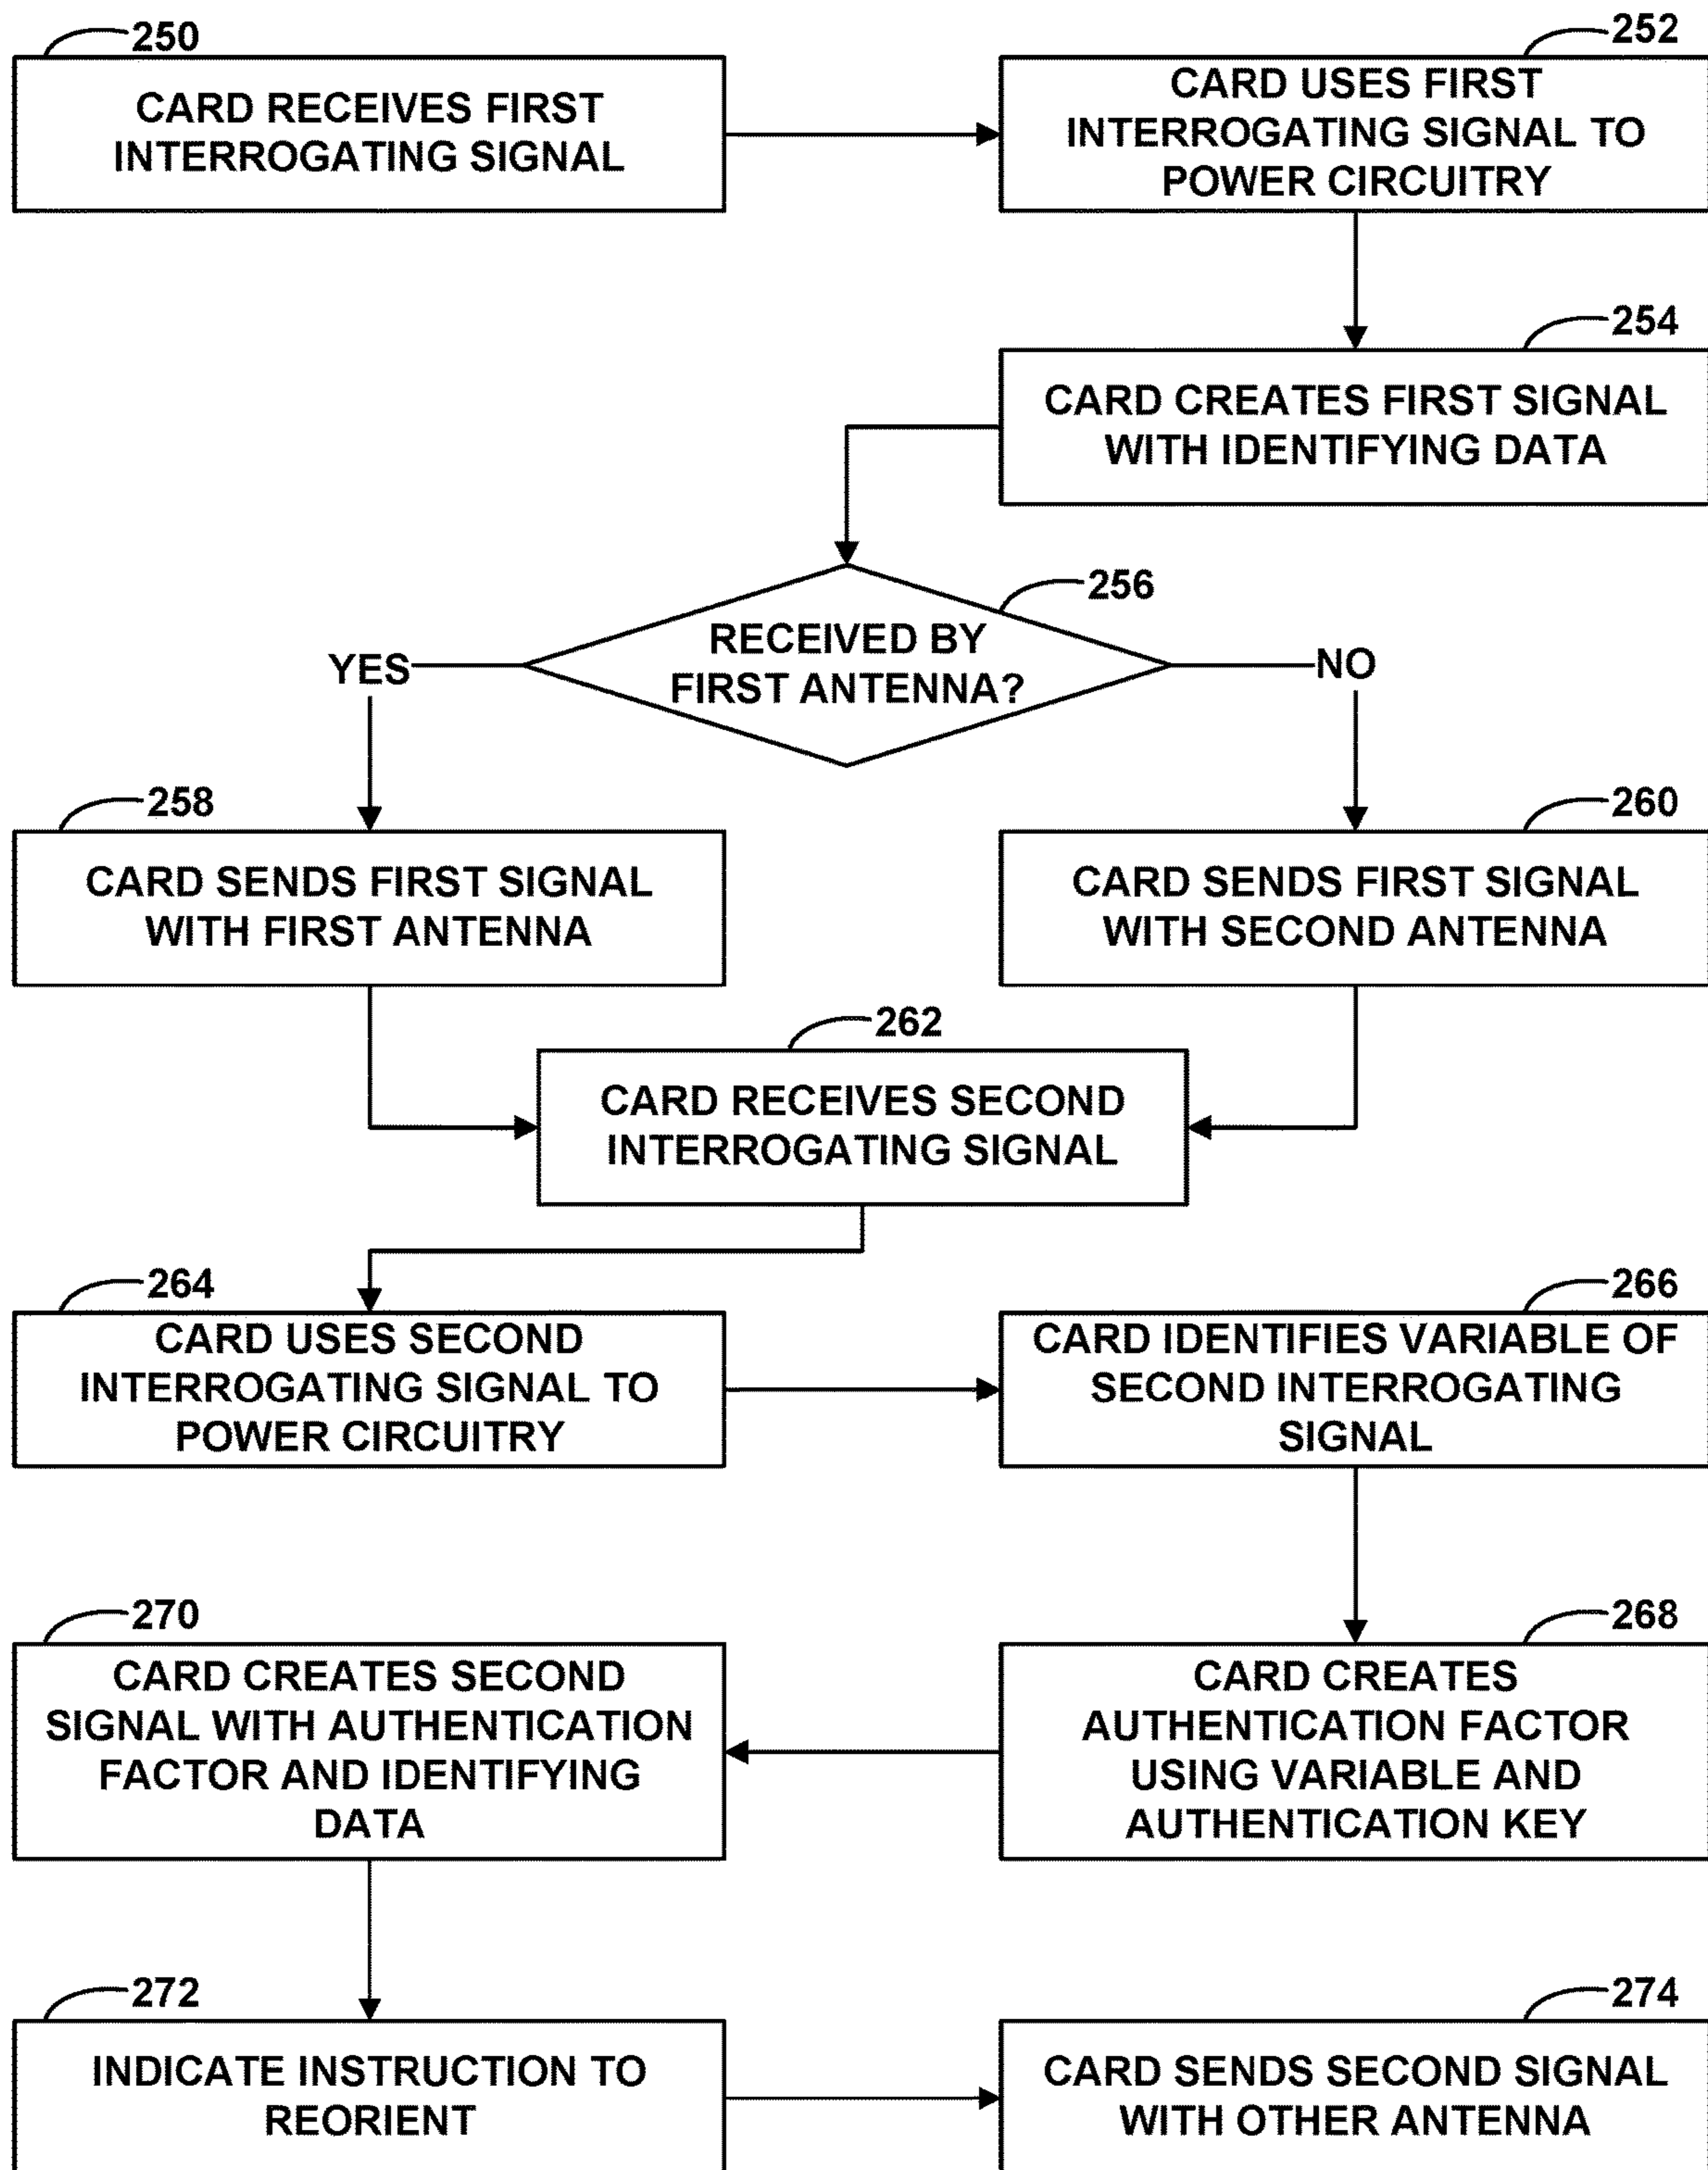 250
CARD RECEIVES FIRST
INTERROGATING SIGNAL
252
CARD USES FIRST
INTERROGATING SIGNAL TO
POWER CIRCUITRY
254
CARD CREATES FIRST SIGNAL
WITH IDENTIFYING DATA
256
RECEIVED BY
FIRST ANTENNA?
YES
NO
258
CARD SENDS FIRST SIGNAL
WITH FIRST ANTENNA
260
CARD SENDS FIRST SIGNAL
WITH SECOND ANTENNA
262
CARD RECEIVES SECOND
INTERROGATING SIGNAL
264
CARD USES SECOND
INTERROGATING SIGNAL TO
POWER CIRCUITRY
266
CARD IDENTIFIES VARIABLE OF
SECOND INTERROGATING
SIGNAL
268
CARD CREATES
AUTHENTICATION FACTOR
USING VARIABLE AND
AUTHENTICATION KEY
270
CARD CREATES SECOND
SIGNAL WITH AUTHENTICATION
FACTOR AND IDENTIFYING
DATA
272
INDICATE INSTRUCTION TO
REORIENT
274
CARD SENDS SECOND SIGNAL
WITH OTHER ANTENNA